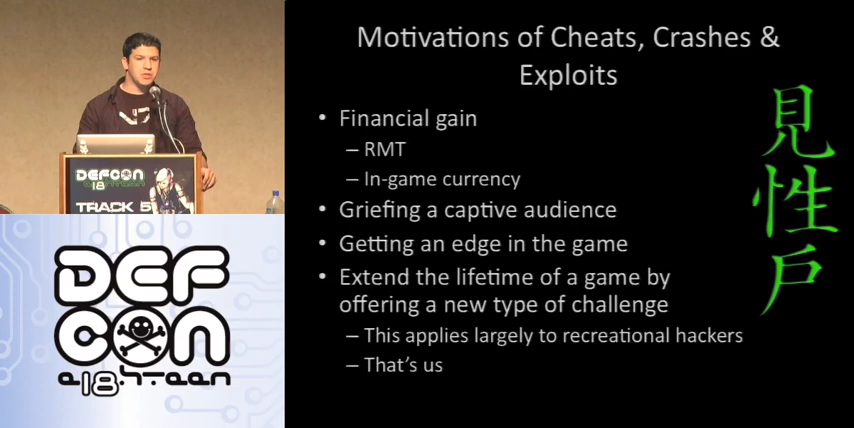 DEFCON
18
TRACK 5
DEF
CON
e18hteen
Motivations of Cheats, Crashes &
Exploits
• Financial gain
– RMT
– In-game currency
• Griefing a captive audience
• Getting an edge in the game
• Extend the lifetime of a game by
offering a new type of challenge
– This applies largely to recreational hackers
– That's us
見
性
戶